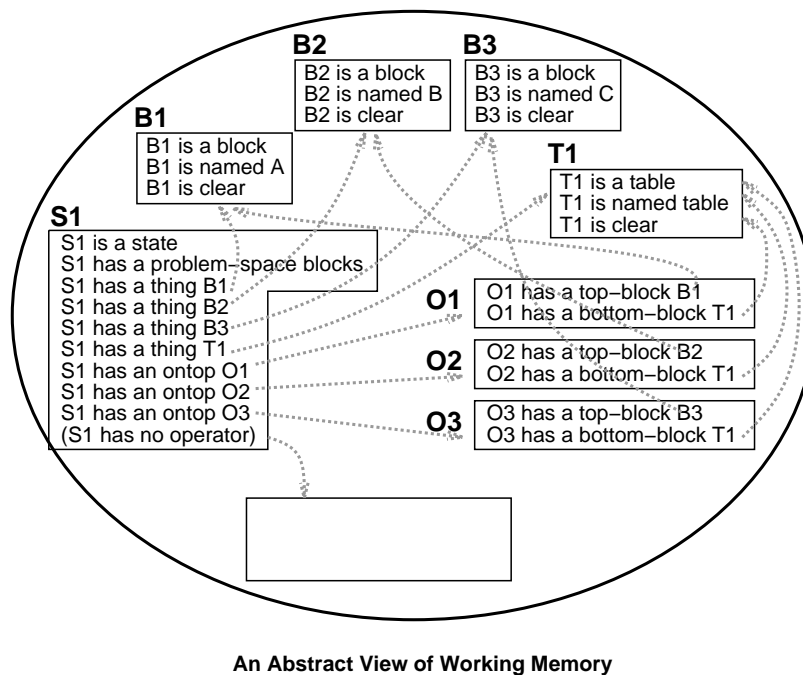 B2
B2 is a block
B2 is named B
B2 is clear
B3
B3 is a block
B3 is named C
B3 is clear
B1
B1 is a block
B1 is named A
B1 is clear
T1
T1 is a table
T1 is named table
T1 is clear
S1
S1 is a state
S1 has a problem−space blocks
S1 has a thing B1
S1 has a thing B2
S1 has a thing B3
S1 has a thing T1
S1 has an ontop O1
S1 has an ontop O2
S1 has an ontop O3
(S1 has no operator)
O1
O1 has a top−block B1
O1 has a bottom−block T1
O2
O2 has a top−block B2
O2 has a bottom−block T1
O3
O3 has a top−block B3
O3 has a bottom−block T1
An Abstract View of Working Memory